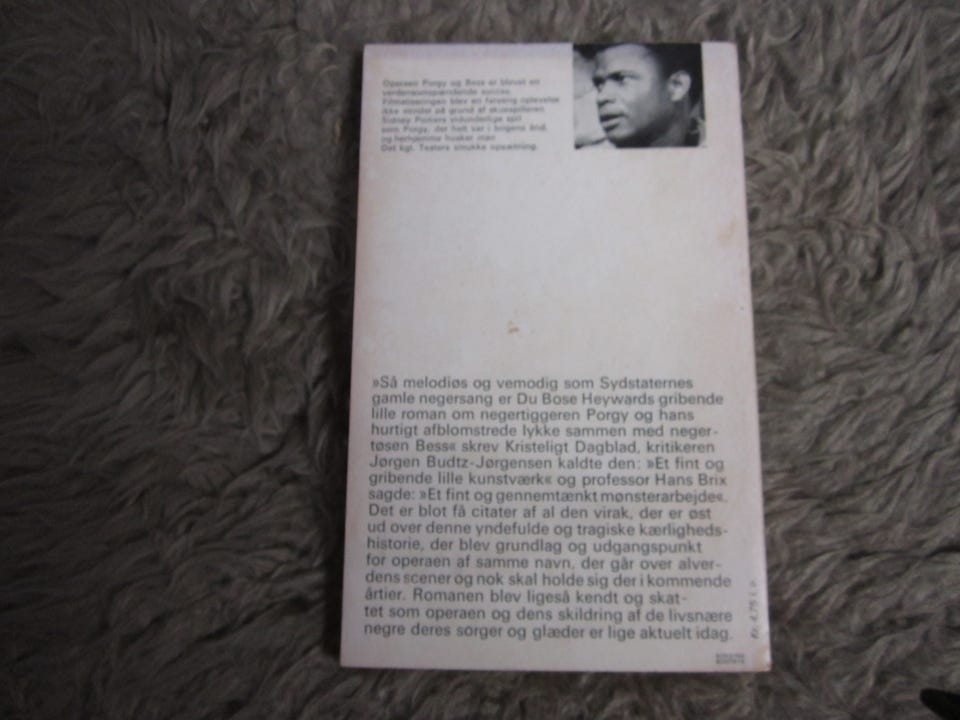 Operaen Porgy og Bess er blevet en
verdensomspændende succes.
Filmatiseringen blev en farverig oplevelse
ikke mindst på grund af skuespilleren
Sidney Poitiers vidunderlige spil
som Porgy, der helt var i bogens ånd,
og herhjemme husker man
Det kgl. Teaters smukke opsætning.
»Så melodiøs og vemodig som Sydstaternes
gamle negersang er Du Bose Heywards gribende
lille roman om negertiggeren Porgy og hans
hurtigt afblomstrede lykke sammen med neger-
tøsen Bess« skrev Kristeligt Dagblad, kritikeren
Jørgen Budtz-Jørgensen kaldte den: »Et fint og
gribende lille kunstværk« og professor Hans Brix
sagde: »Et fint og gennemtænkt mønsterarbejde«.
Det er blot få citater af al den virak, der er øst
ud over denne yndefulde og tragiske kærligheds-
historie, der blev grundlag og udgangspunkt
for operaen af samme navn, der går over alver-
dens scener og nok skal holde sig der i kommende
årtier. Romanen blev ligeså kendt og skat-
tet som operaen og dens skildring af de livsnære
negre deres sorger og glæder er lige aktuelt idag.
Kr. 4,75 i. o.